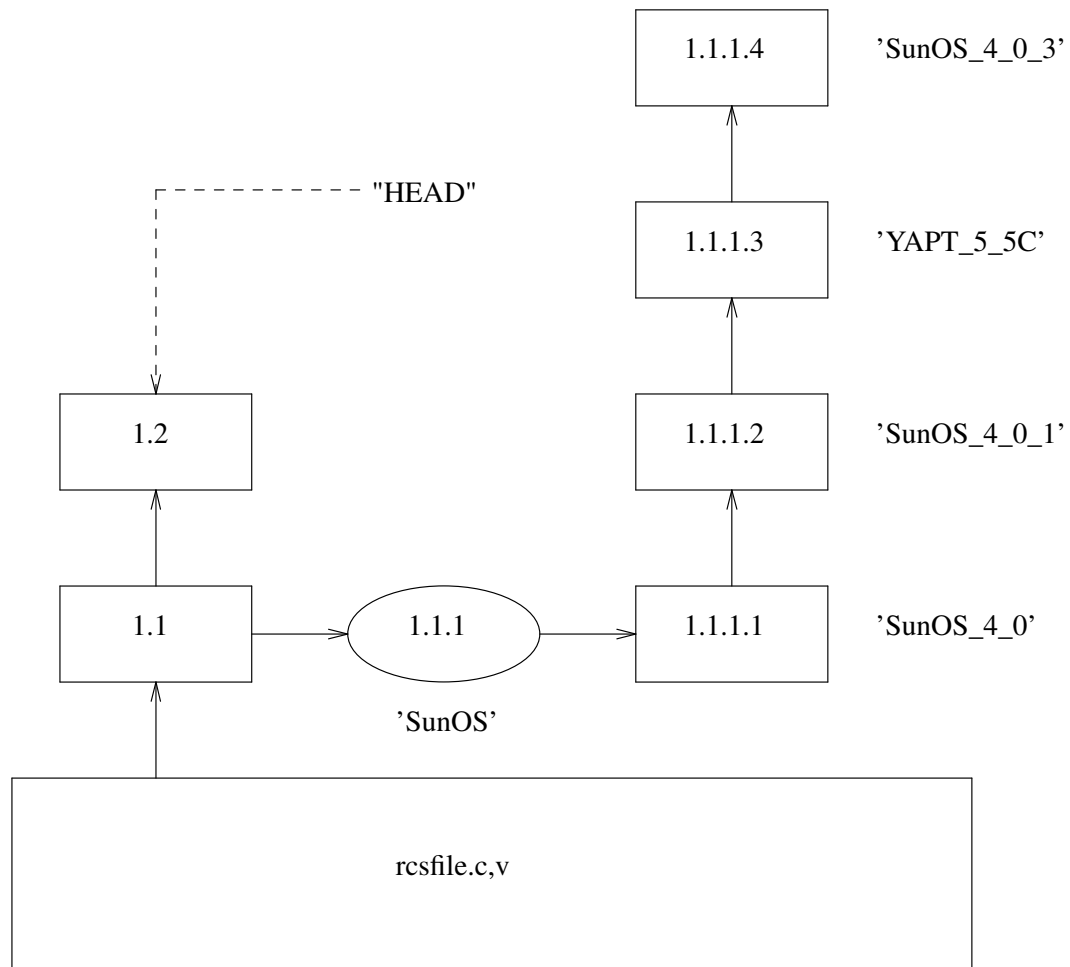 1.1.1.4 ’SunOS_4_0_3’
"HEAD"
1.1.1.3 ’YAPT_5_5C’
1.2 1.1.1.2 ’SunOS_4_0_1’
1.1 1.1.1 1.1.1.1 ’SunOS_4_0’
’SunOS’
rcsfile.c,v